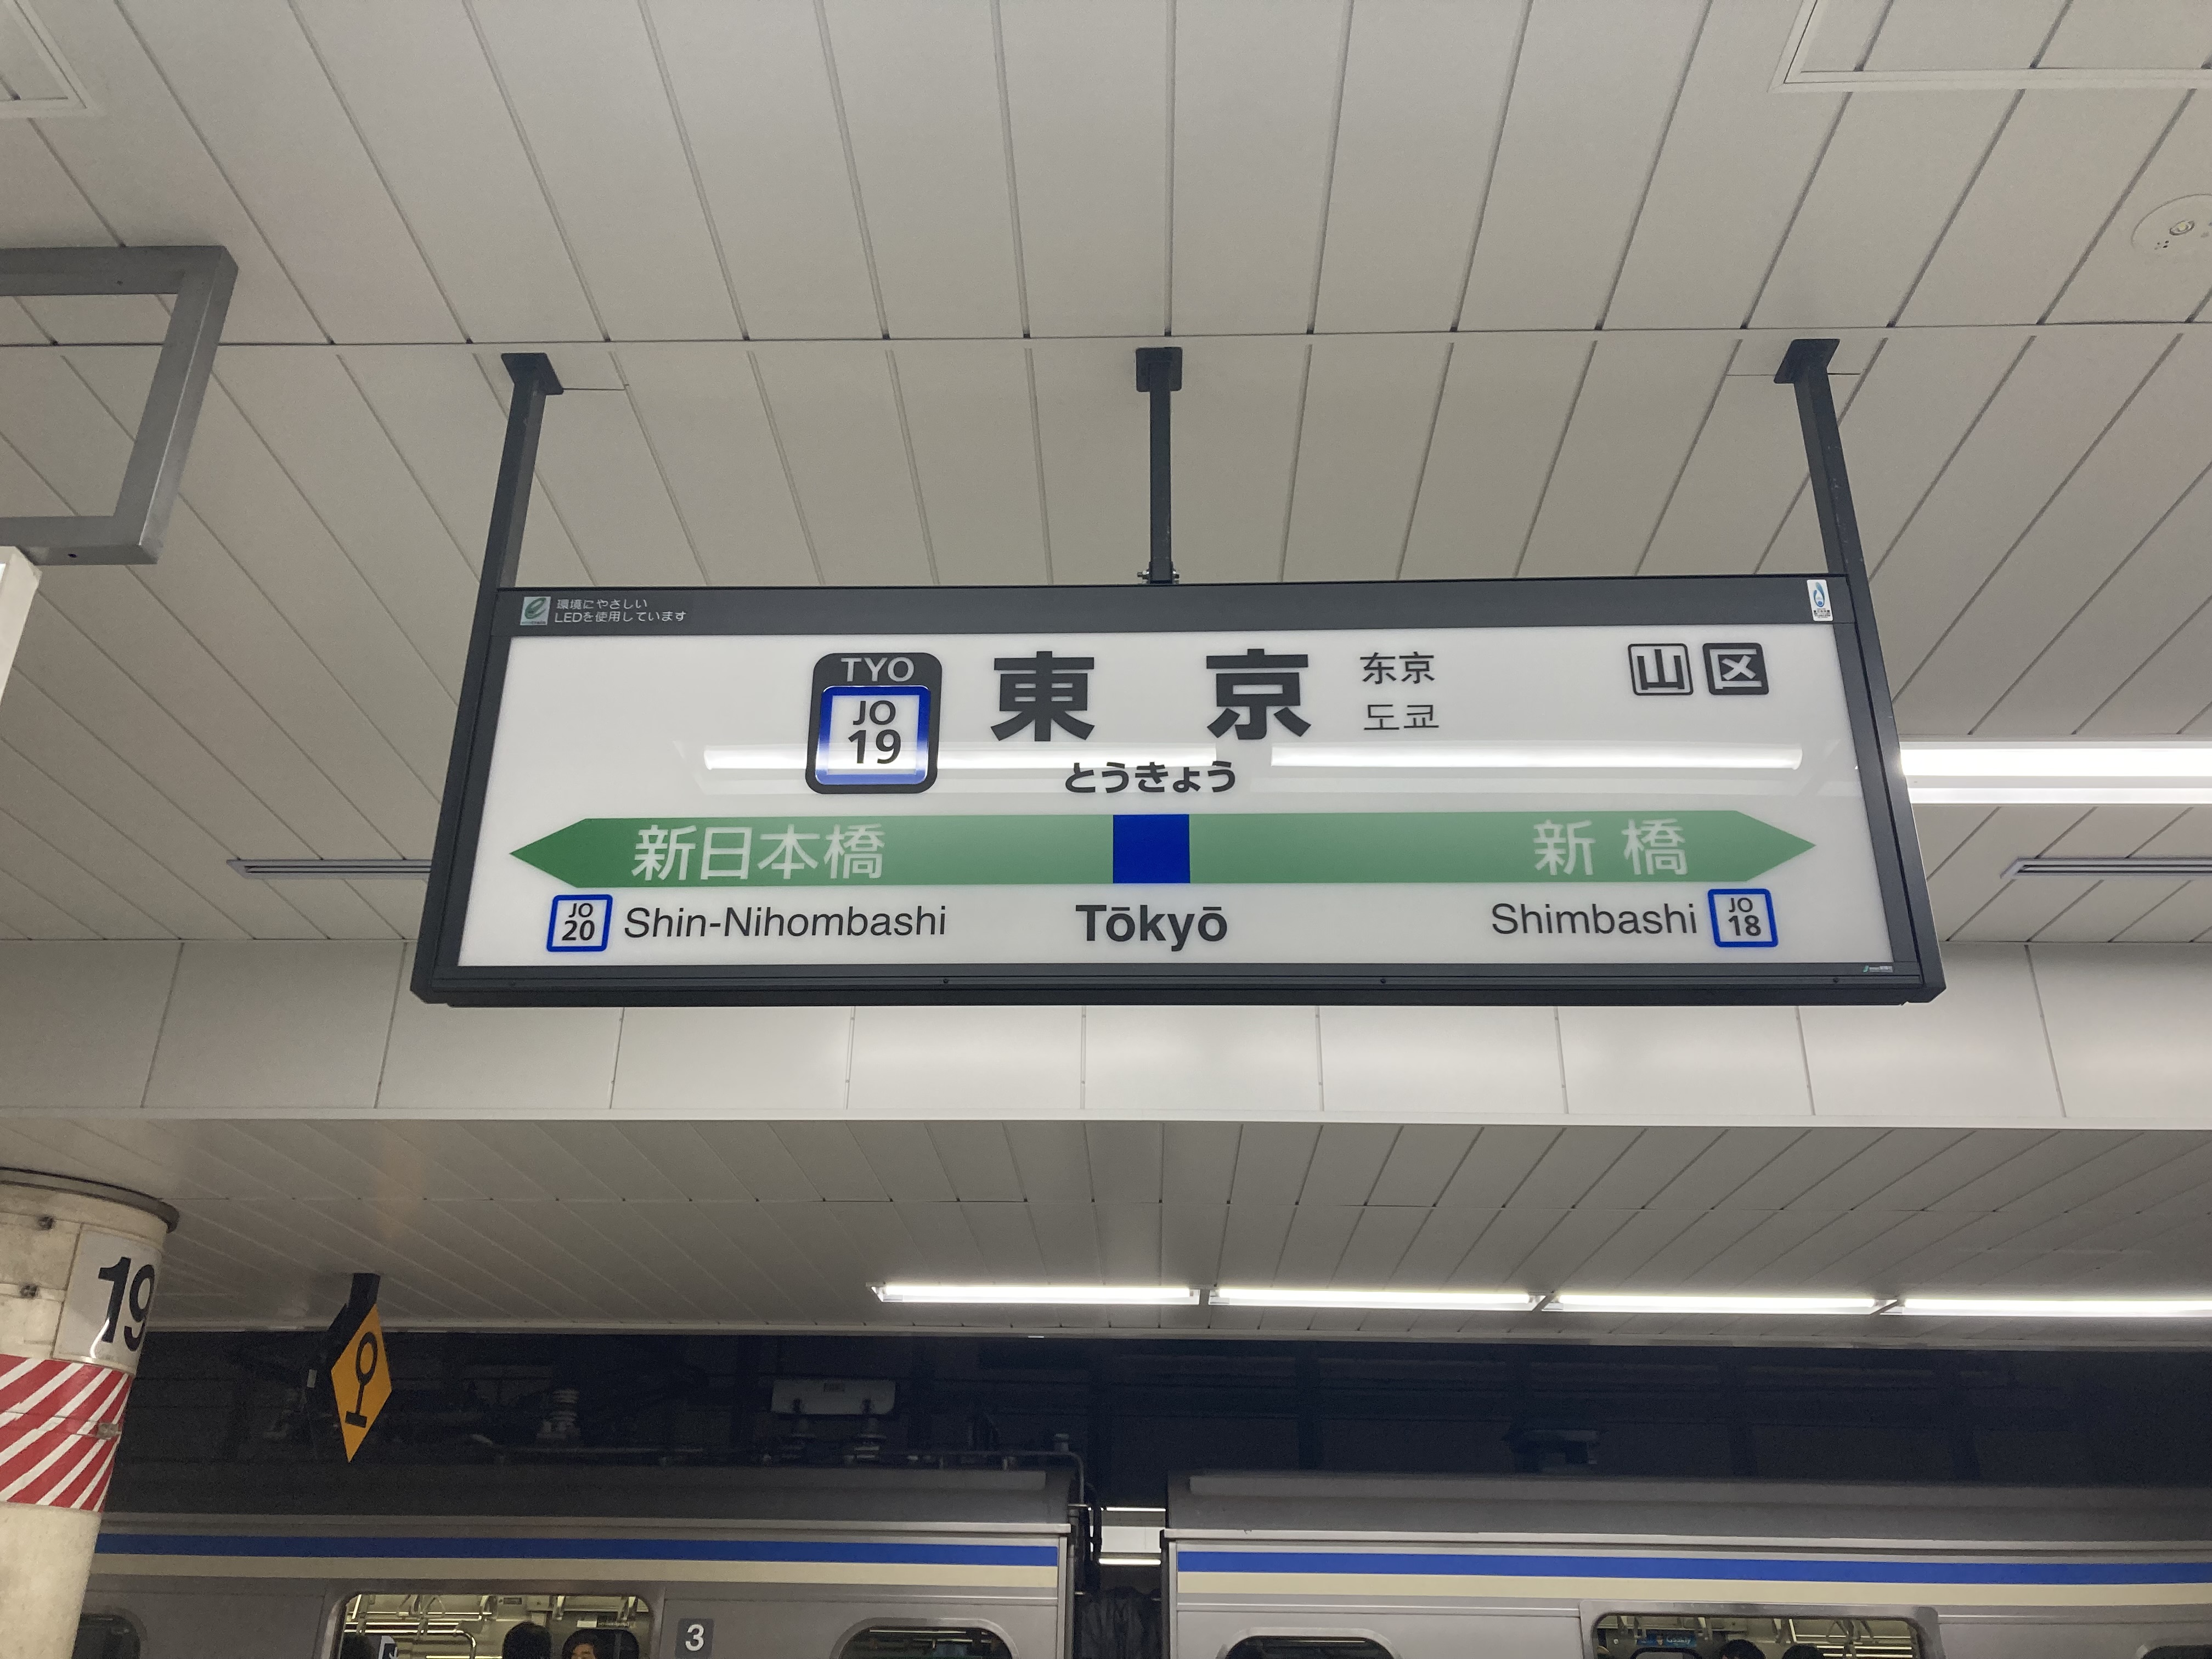 環境にやさしい
LEDを使用しています
TYO
JO
19
東京
东京
도쿄
山 区
とうきょう
新日本橋
新橋
JO
20
Shin-Nihombashi
Tōkyō
Shimbashi
JO
18
19
3